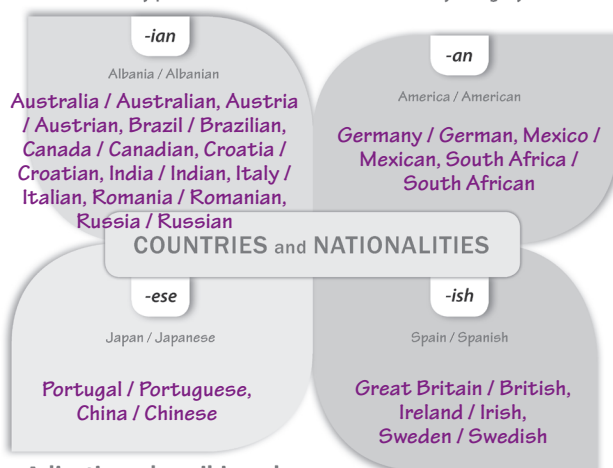 -ian
Albania / Albanian
Australia / Australian, Austria
/ Austrian, Brazil / Brazilian,
Canada / Canadian, Croatia /
Croatian, India / Indian, Italy /
Italian, Romania / Romanian,
Russia / Russian
-an
America / American
Germany / German, Mexico /
Mexican, South Africa /
South African
COUNTRIES and NATIONALITIES
-ese
Japan / Japanese
Portugal / Portuguese,
China / Chinese
-ish
Spain / Spanish
Great Britain / British,
Ireland / Irish,
Sweden / Swedish